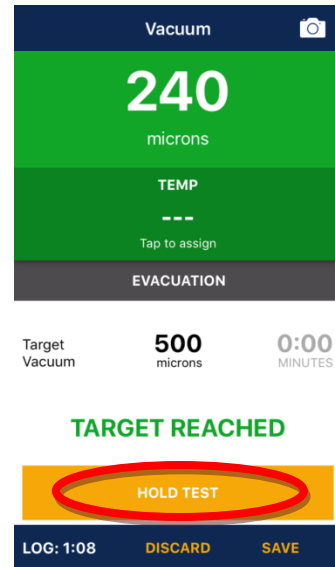 Vacuum
240
microns
TEMP
---
Tap to assign
EVACUATION
Target Vacuum 500 microns 0:00 MINUTES
TARGET REACHED
HOLD TEST
LOG: 1:08 DISCARD SAVE